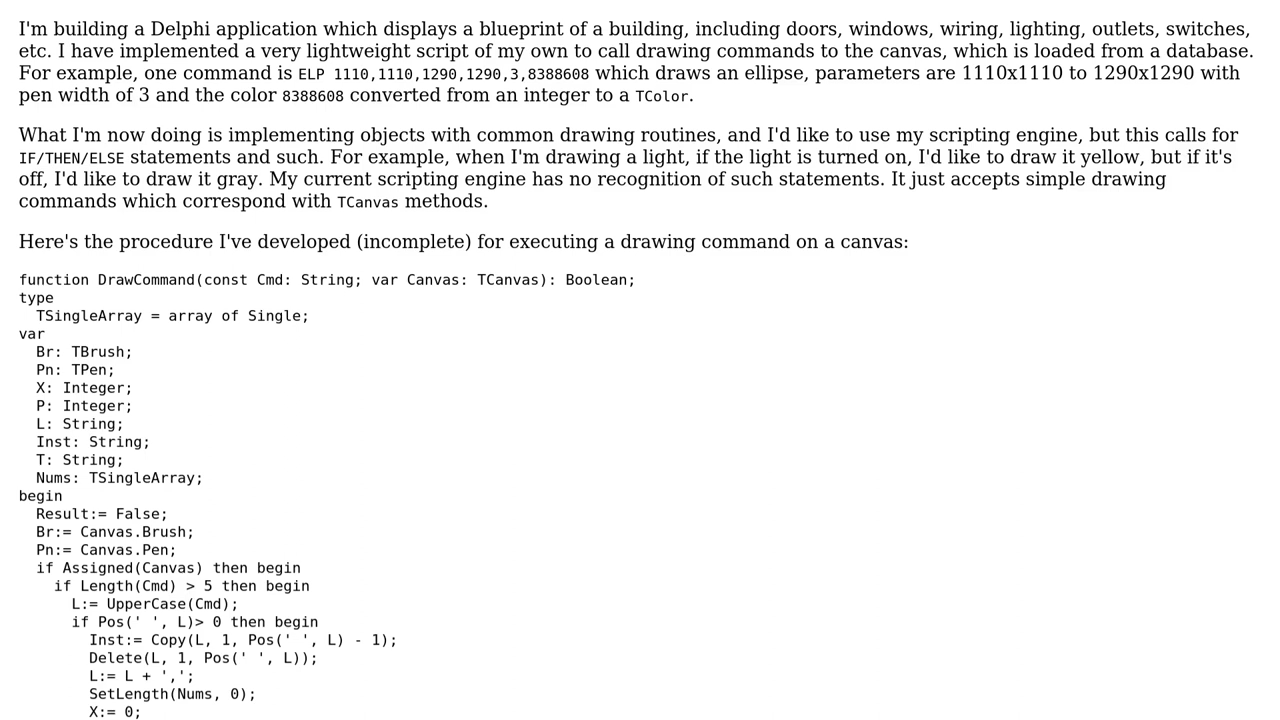 I'm building a Delphi application which displays a blueprint of a building, including doors, windows, wiring, lighting, outlets, switches,
etc. I have implemented a very lightweight script of my own to call drawing commands to the canvas, which is loaded from a database.
For example, one command is ELP 1110,1110,1290,1290,3,8388608 which draws an ellipse, parameters are 1110x1110 to 1290x1290 with
pen width of 3 and the color 8388608 converted from an integer to a TColor.
What I'm now doing is implementing objects with common drawing routines, and I'd like to use my scripting engine, but this calls for
IF/THEN/ELSE statements and such. For example, when I'm drawing a light, if the light is turned on, I'd like to draw it yellow, but if it's
off, I'd like to draw it gray. My current scripting engine has no recognition of such statements. It just accepts simple drawing
commands which correspond with TCanvas methods.
Here's the procedure I've developed (incomplete) for executing a drawing command on a canvas:
function DrawCommand(const Cmd: String; var Canvas: TCanvas): Boolean;
type
  TSingleArray = array of Single;
var
  Br: TBrush;
  Pn: TPen;
  X: Integer;
  P: Integer;
  L: String;
  Inst: String;
  T: String;
  Nums: TSingleArray;
begin
  Result:= False;
  Br:= Canvas.Brush;
  Pn:= Canvas.Pen;
  if Assigned(Canvas) then begin
    if Length(Cmd) > 5 then begin
      L:= UpperCase(Cmd);
      if Pos(' ', L)> 0 then begin
        Inst:= Copy(L, 1, Pos(' ', L) - 1);
        Delete(L, 1, Pos(' ', L));
        L:= L + ',';
        SetLength(Nums, 0);
        X:= 0;